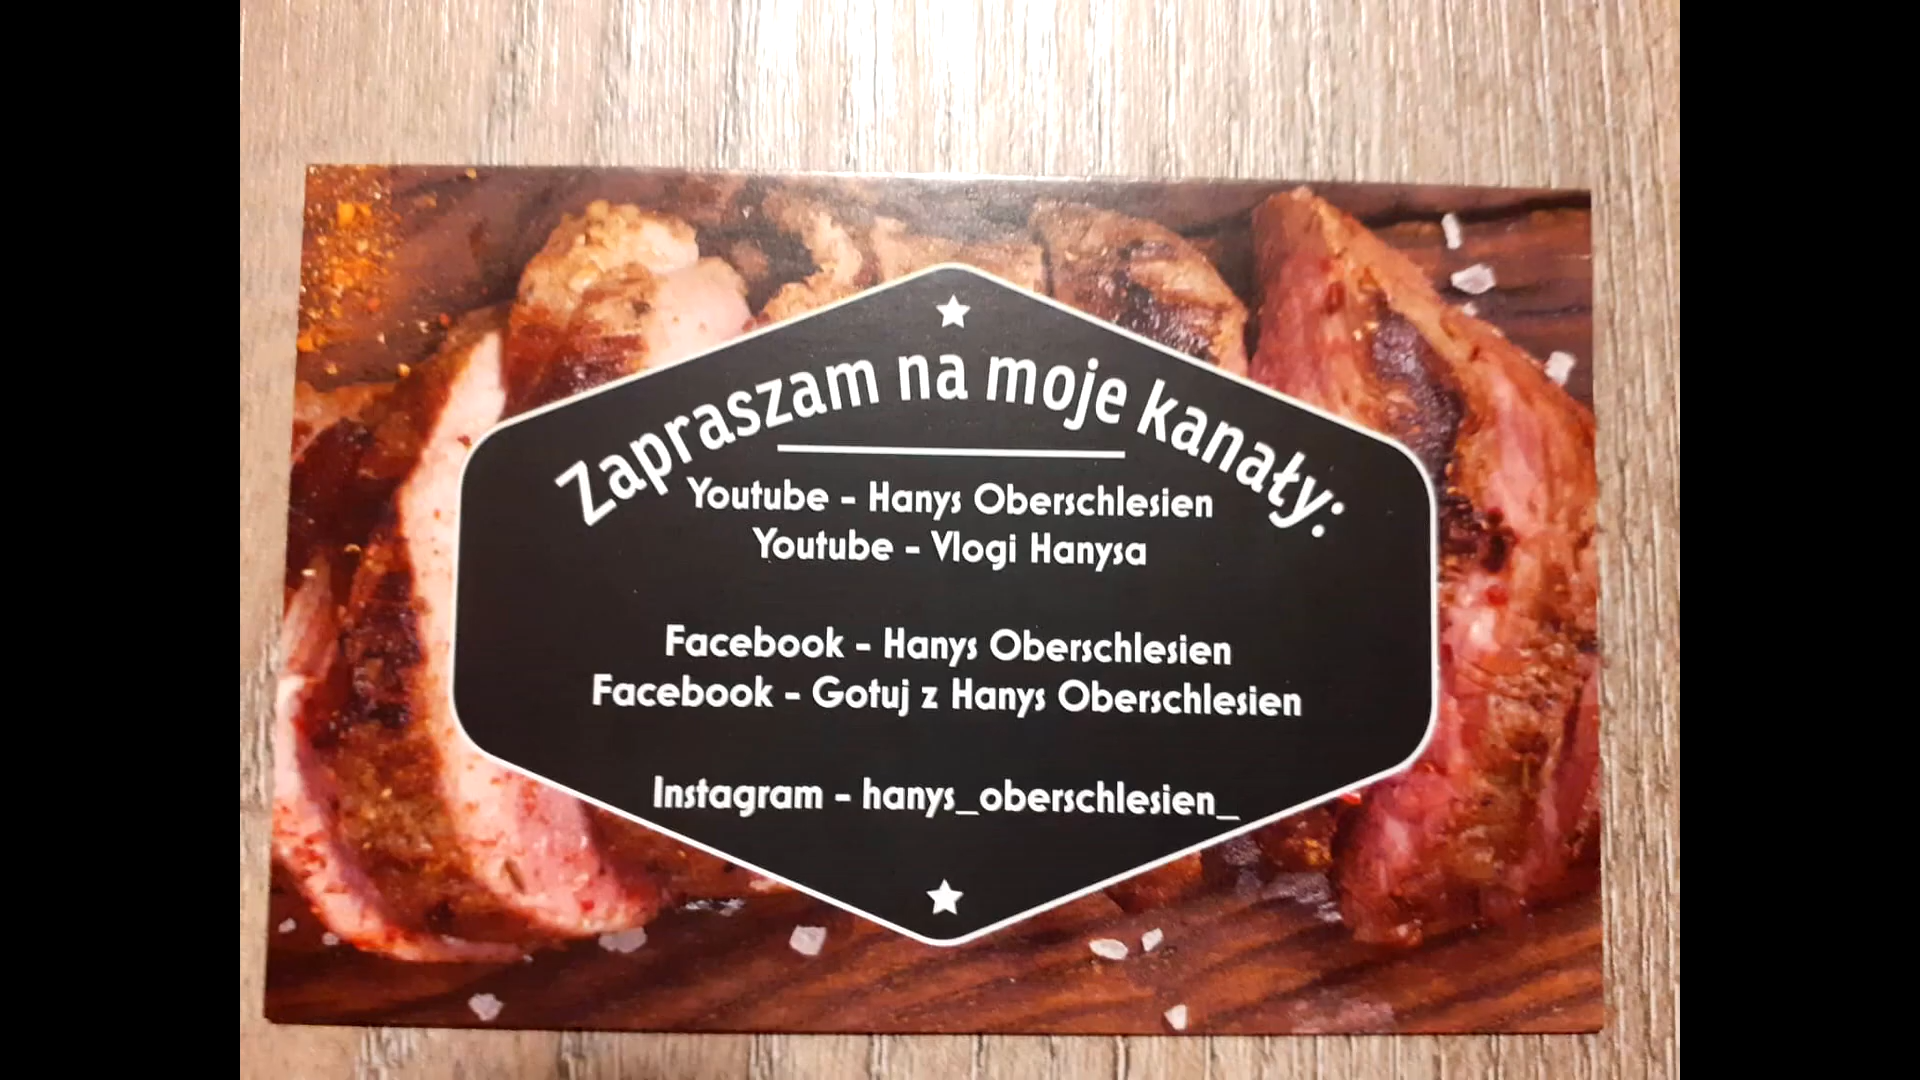 Zapraszam na moje kanały:
Youtube - Hanys Oberschlesien
Youtube - Vlogi Hanysa
Facebook - Hanys Oberschlesien
Facebook - Gotuj z Hanys Oberschlesien
Instagram - hanys_oberschlesien_